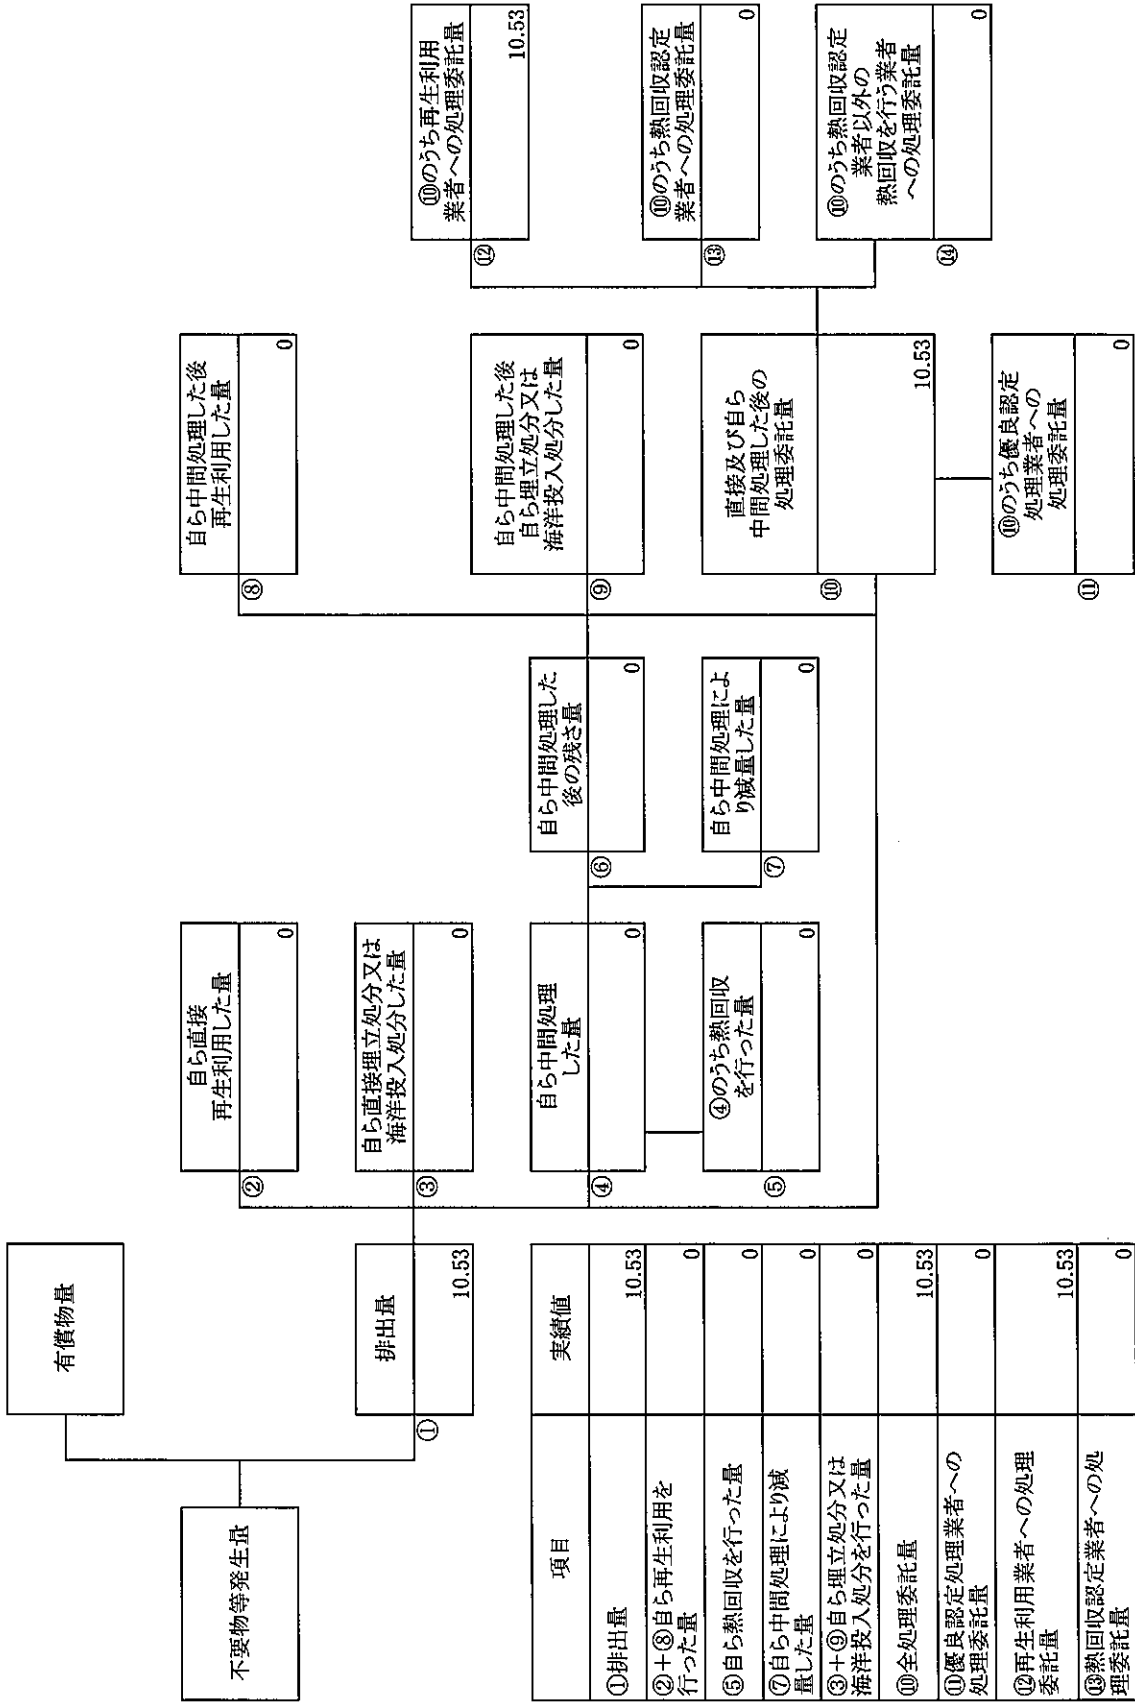 不要物等発生量
有償物量
①
排出量
10.53
②
自ら直接
再生利用した量
0
③
自ら直接埋立処分又は
海洋投入処分した量
0
④
自ら中間処理
した量
0
⑤
④のうち熱回収
を行った量
0
⑥
自ら中間処理した
後の残さ量
0
⑦
自ら中間処理によ
り減量した量
0
⑧
自ら中間処理した後
再生利用した量
0
⑨
自ら中間処理した後
自ら埋立処分又は
海洋投入処分した量
0
⑩
直接及び自ら
中間処理した後の
処理委託量
10.53
⑪
⑩のうち優良認定
処理業者への
処理委託量
0
⑫
⑩のうち再生利用
業者への処理委託量
10.53
⑬
⑩のうち熱回収認定
業者への処理委託量
0
⑭
⑩のうち熱回収認定
業者以外の
熱回収を行う業者
への処理委託量
0
項目 実績値
①排出量 10.53
②+⑧自ら再生利用を
行った量 0
⑤自ら熱回収を行った量 0
⑦自ら中間処理により減
量した量 0
③+⑨自ら埋立処分又は
海洋投入処分を行った量 0
⑩全処理委託量 10.53
⑪優良認定処理業者への
処理委託量 0
⑫再生利用業者への処理
委託量 10.53
⑬熱回収認定業者への処
理委託量 0